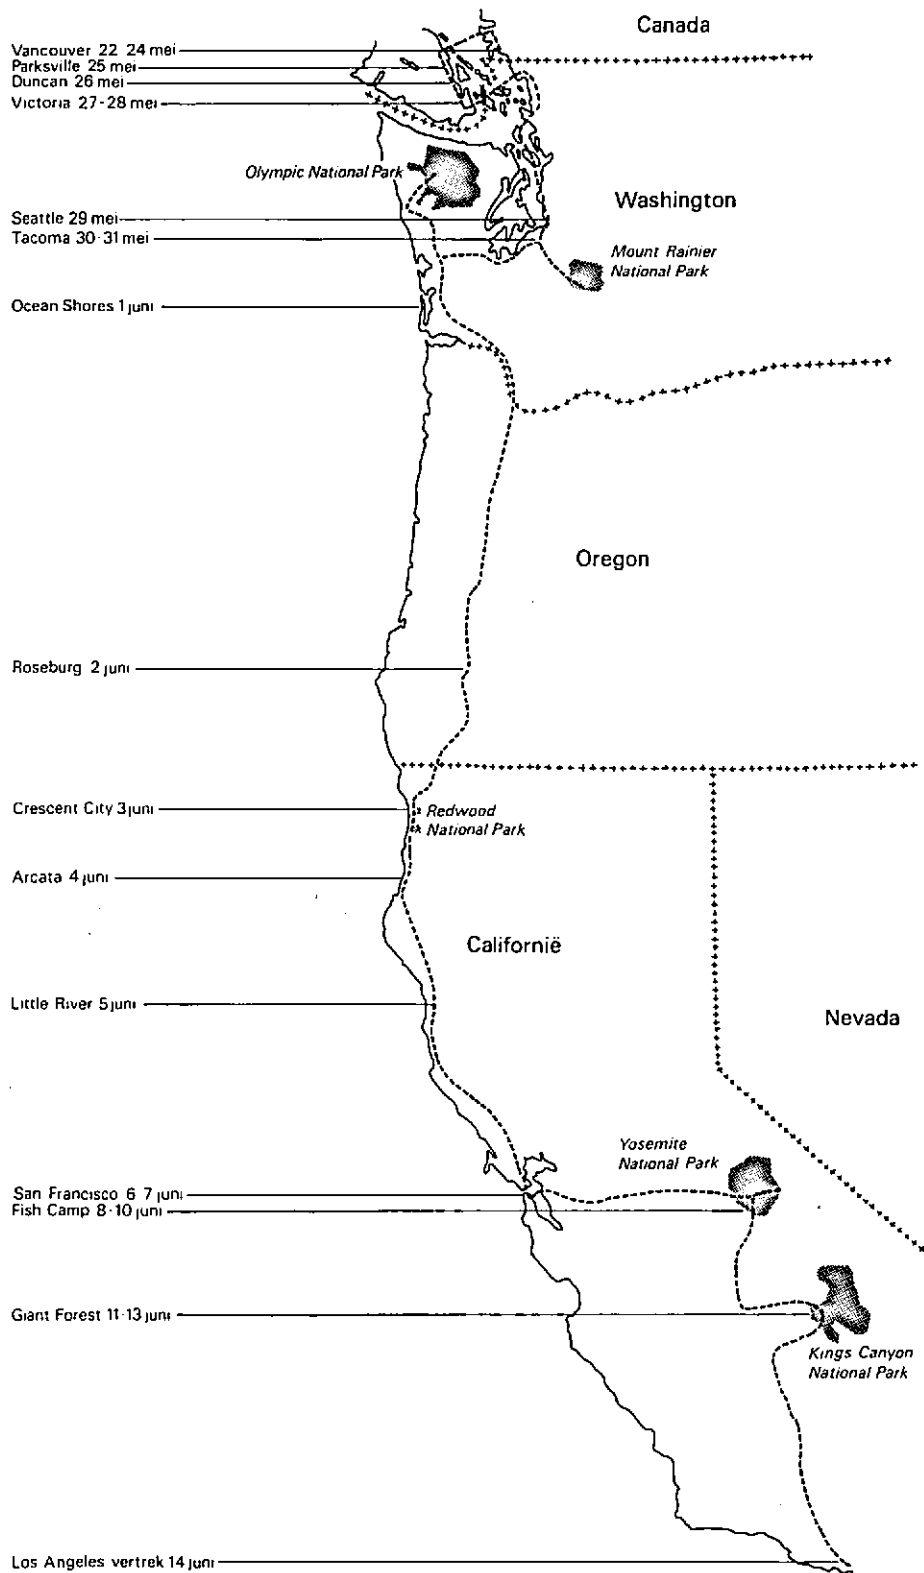 Canada
Vancouver 22 24 mei
Parksville 25 mei
Duncan 26 mei
Victoria 27-28 mei
Olympic National Park
Washington
Seattle 29 mei
Tacoma 30-31 mei
Mount Rainier
National Park
Ocean Shores 1 juni
Oregon
Roseburg 2 juni
Crescent City 3 juni
Redwood
National Park
Arcata 4 juni
Californië
Little River 5 juni
Nevada
Yosemite
National Park
San Francisco 6 7 juni
Fish Camp 8-10 juni
Giant Forest 11-13 juni
Kings Canyon
National Park
Los Angeles vertrek 14 juni